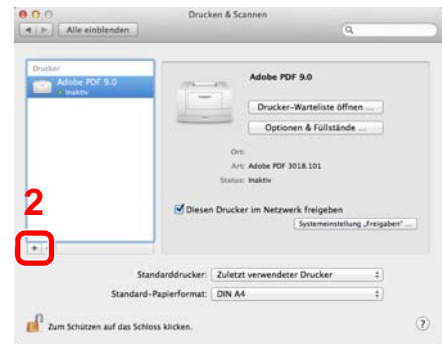 Drucken & Scannen
Alle einblenden
Drucker
Adobe PDF 9.0
Inaktiv
Adobe PDF 9.0
Drucker-Warteliste öffnen ...
Optionen & Füllstände ...
Ort:
Art: Adobe PDF 3018.101
Status: Inaktiv
2
Diesen Drucker im Netzwerk freigeben
Systemeinstellung „Freigaben“ ...
+ -
Standarddrucker: Zuletzt verwendeter Drucker
Standard-Papierformat: DIN A4
Zum Schützen auf das Schloss klicken.
?